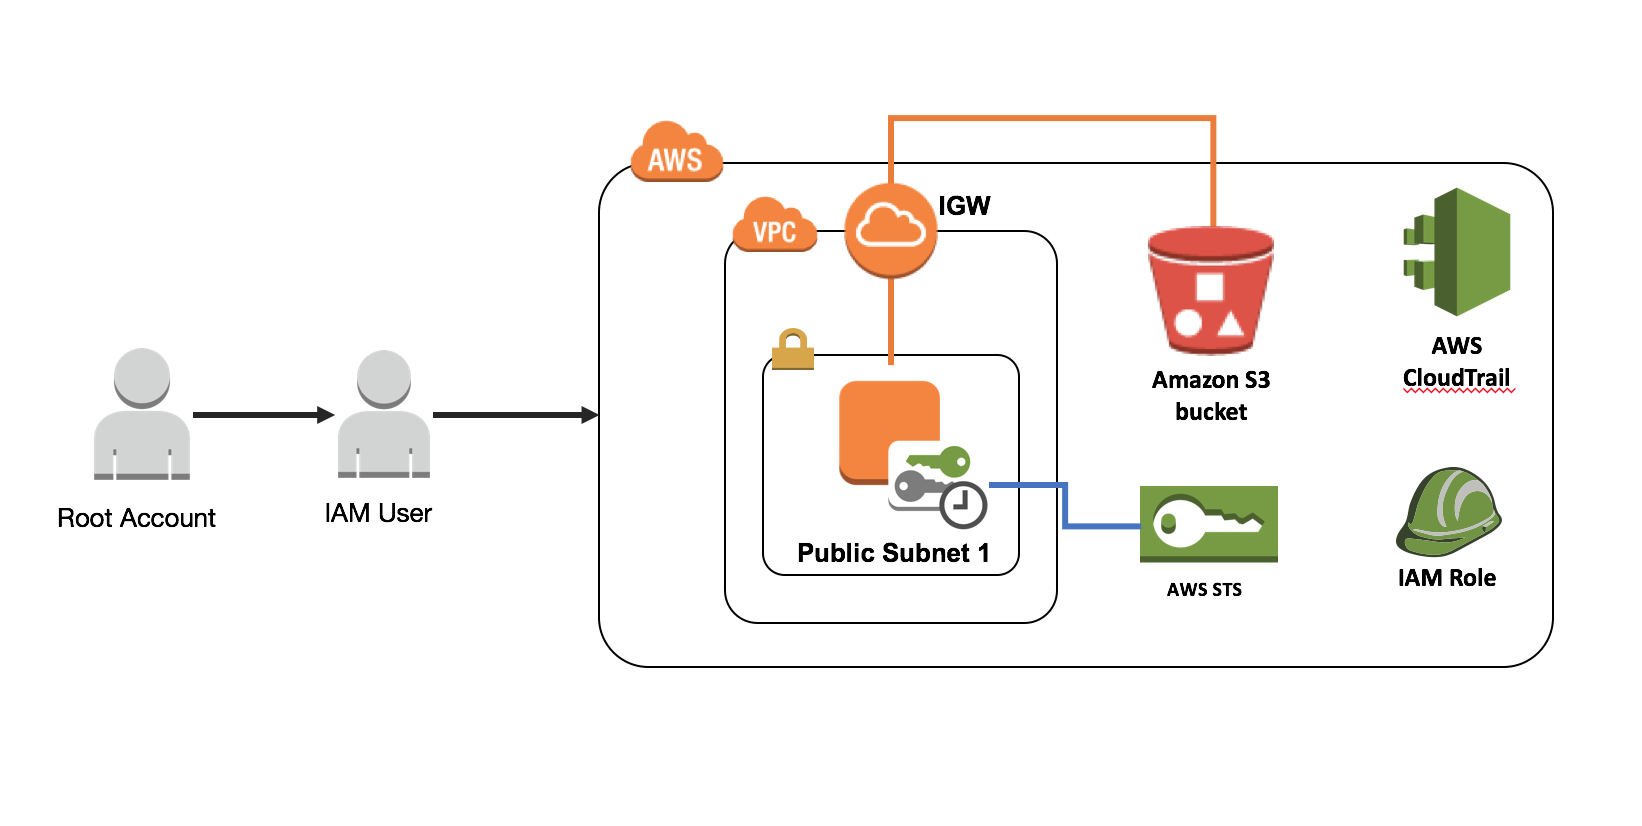 AWS
VPC
IGW
AWS
CloudTrail
Amazon S3
bucket
Root Account
IAM User
Public Subnet 1
AWS STS
IAM Role